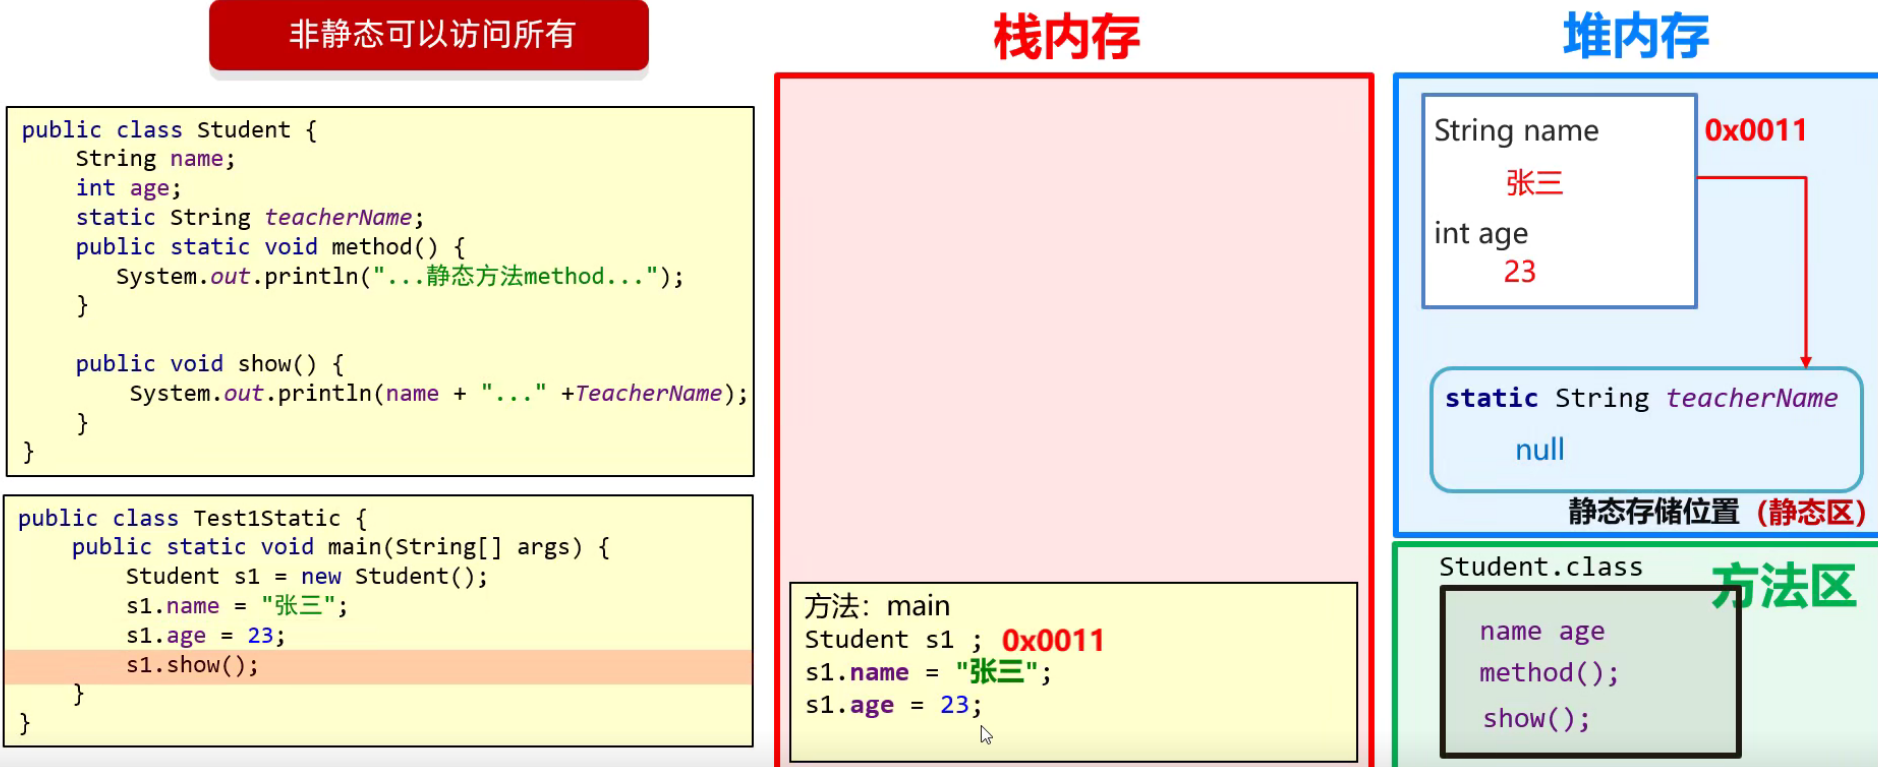 非静态可以访问所有
public class Student {
String name;
int age;
static String teacherName;
public static void method() {
System.out.println("...静态方法method...");
}
public void show() {
System.out.println(name + "..." +TeacherName);
}
}
public class Test1Static {
public static void main(String[] args) {
Student s1 = new Student();
s1.name = "张三";
s1.age = 23;
s1.show();
}
}
栈内存
方法：main
Student s1 ; 0x0011
s1.name = "张三";
s1.age = 23;
堆内存
String name
0x0011
张三
int age
23
static String teacherName
null
静态存储位置（静态区）
Student.class
方法区
name age
method();
show();